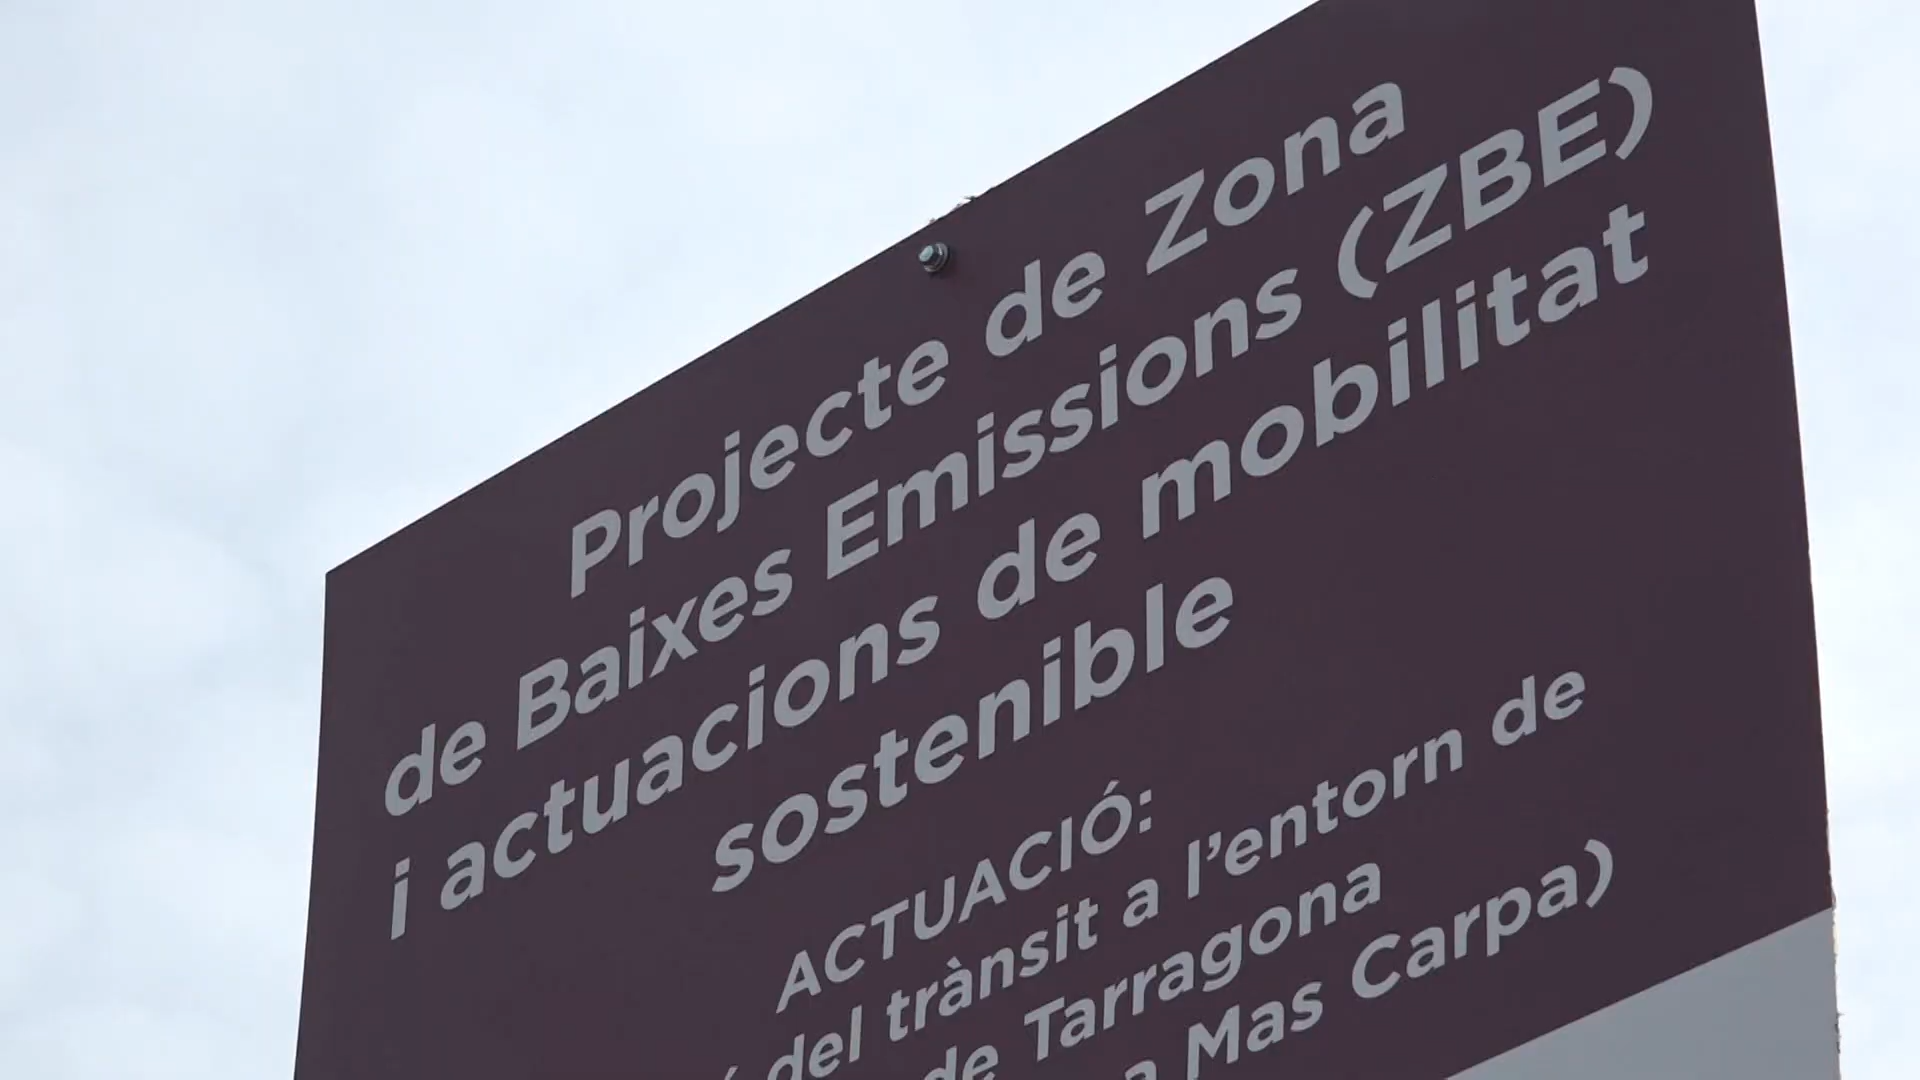 Projecte de Zona
de Baixes Emissions (ZBE)
i actuacions de mobilitat
sostenible
ACTUACIÓ:
del trànsit a l'entorn de
de Tarragona
Mas Carpa)